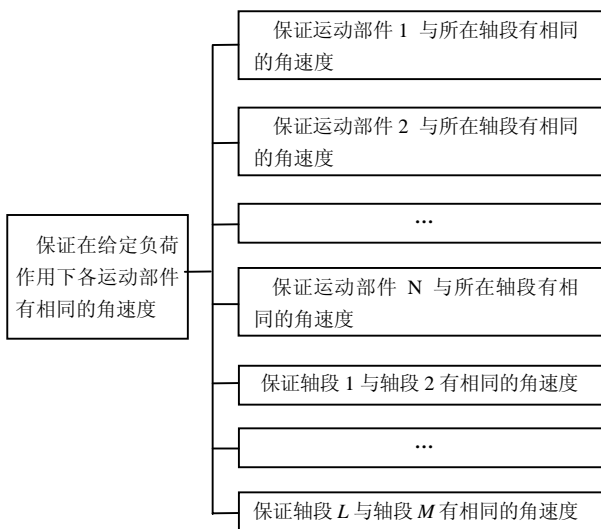 保证运动部件 1 与所在轴段有相同
的角速度
保证运动部件 2 与所在轴段有相同
的角速度
…
保证在给定负荷
作用下各运动部件
有相同的角速度
保证运动部件 N 与所在轴段有相
同的角速度
保证轴段 1 与轴段 2 有相同的角速度
…
保证轴段 L 与轴段 M 有相同的角速度